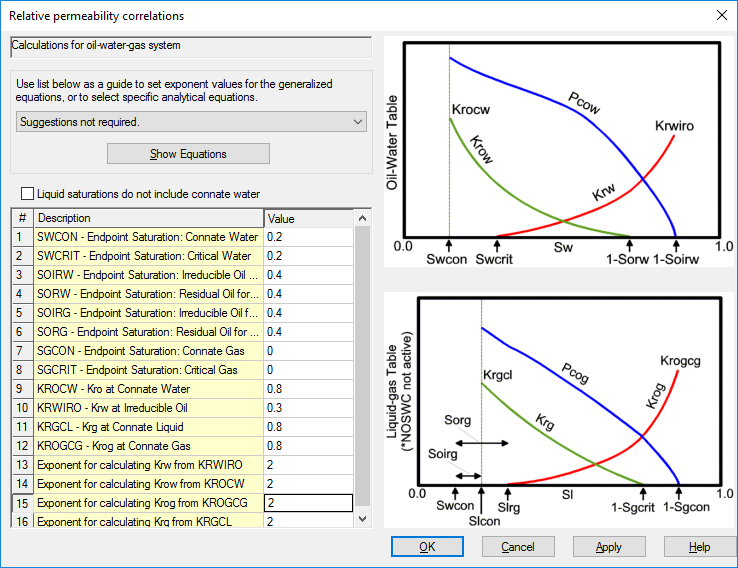 Relative permeability correlations
Calculations for oil-water-gas system
Use list below as a guide to set exponent values for the generalized
equations, or to select specific analytical equations.
Suggestions not required.
Show Equations
Liquid saturations do not include connate water
# Description Value
1 SWCON - Endpoint Saturation: Connate Water 0.2
2 SWCRIT - Endpoint Saturation: Critical Water 0.2
3 SOIRW - Endpoint Saturation: Irreducible Oil ... 0.4
4 SORW - Endpoint Saturation: Residual Oil for... 0.4
5 SOIRG - Endpoint Saturation: Irreducible Oil f... 0.4
6 SORG - Endpoint Saturation: Residual Oil for... 0.4
7 SGCON - Endpoint Saturation: Connate Gas 0
8 SGCRIT - Endpoint Saturation: Critical Gas 0
9 KROCW - Kro at Connate Water 0.8
10 KRWIRO - Krw at Irreducible Oil 0.3
11 KRGCL - Krg at Connate Liquid 0.8
12 KROGCG - Krog at Connate Gas 0.8
13 Exponent for calculating Krw from KRWIRO 2
14 Exponent for calculating Krow from KROCW 2
15 Exponent for calculating Krog from KROGCG 2
16 Exponent for calculating Krg from KRGCL 2
Oil-Water Table
Krocw
Pcow
Krwiro
Krow
Krw
0.0 Sw 1.0
Swcon Swcrit 1-Sorw 1-Soirw
Liquid-gas Table
(*NOSWC not active)
Krgcl
Pcog
Krogcg
Krg
Krog
Sorg
Soirg
0.0 Sl 1.0
Swcon Slrg 1-Sgcrit 1-Sgcon
Slcon
OK Cancel Apply Help